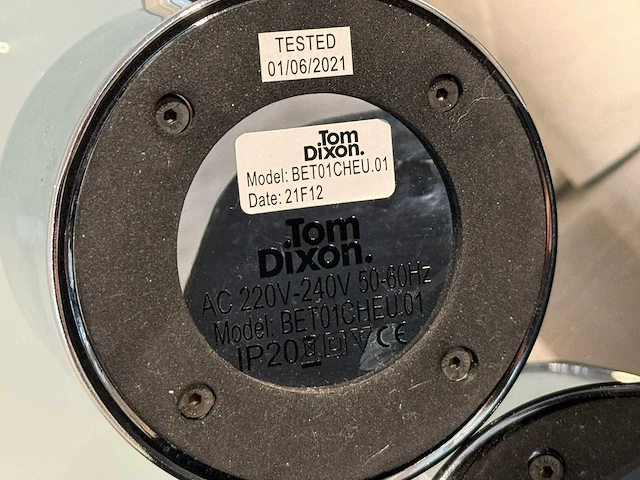 TESTED
01/06/2021
Tom
Dixon.
Model: BET01CHEU.01
Date: 21F12
Tom
Dixon.
AC 220V-240V 50-60Hz
Model: BET01CHEU.01
IP20 CE